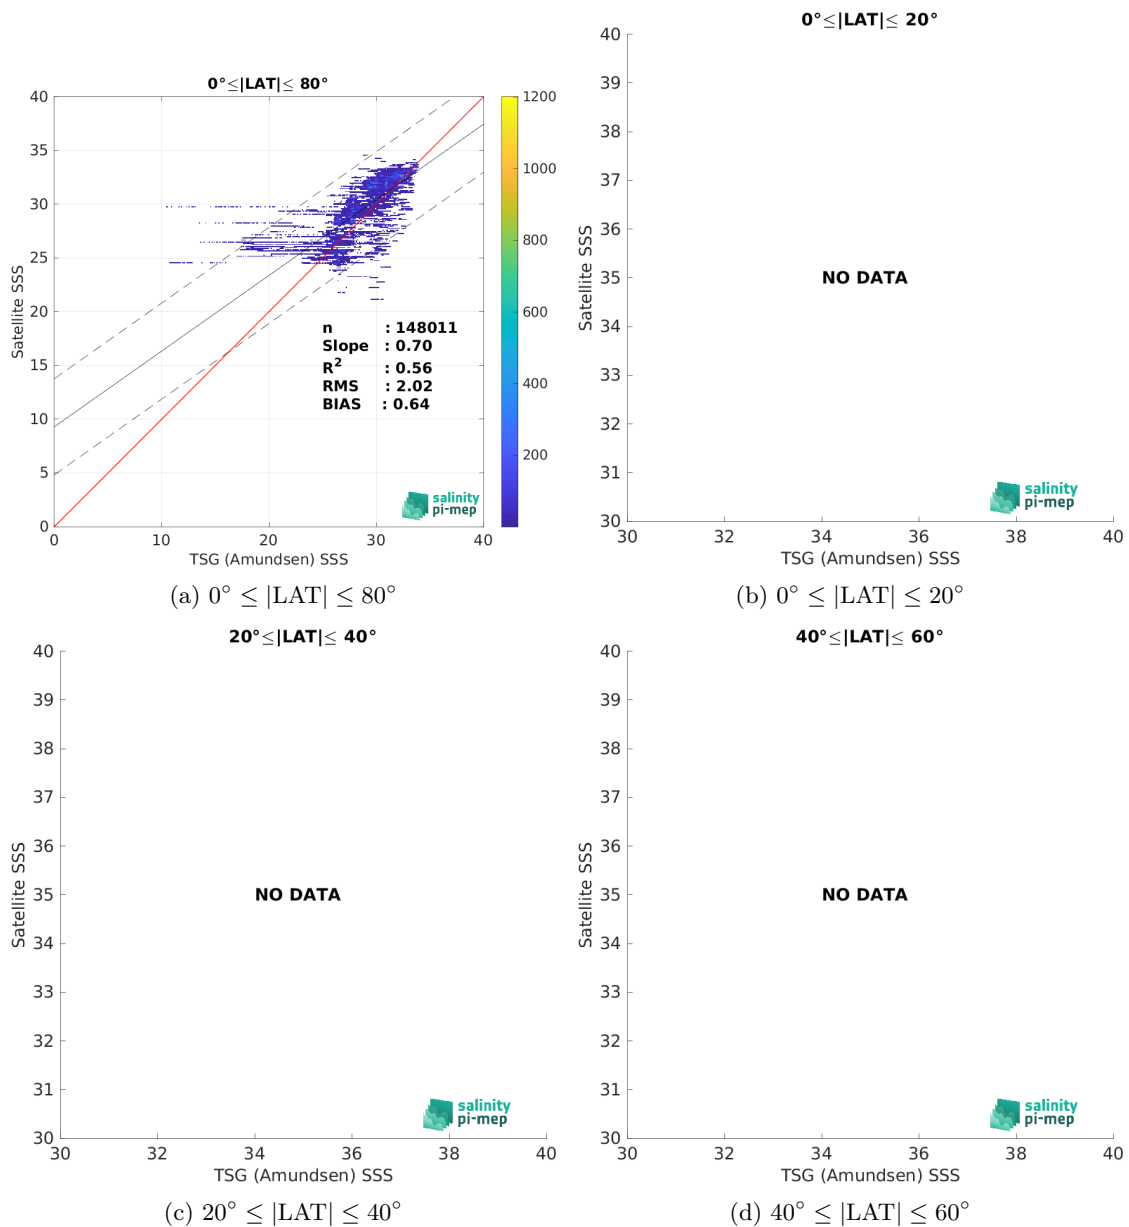 0°≤|LAT|≤ 80°
40
35
30
25
20
15
10
5
0
Satellite SSS
0
10
20
30
40
TSG (Amundsen) SSS
1200
1000
800
600
400
200
n : 148011
Slope : 0.70
R² : 0.56
RMS : 2.02
BIAS : 0.64
salinity
pi-mep
(a) 0° ≤ |LAT| ≤ 80°
0°≤|LAT|≤ 20°
40
39
38
37
36
35
34
33
32
31
30
Satellite SSS
NO DATA
salinity
pi-mep
30
32
34
36
38
40
TSG (Amundsen) SSS
(b) 0° ≤ |LAT| ≤ 20°
20°≤|LAT|≤ 40°
40
39
38
37
36
35
34
33
32
31
30
Satellite SSS
NO DATA
salinity
pi-mep
30
32
34
36
38
40
TSG (Amundsen) SSS
(c) 20° ≤ |LAT| ≤ 40°
40°≤|LAT|≤ 60°
40
39
38
37
36
35
34
33
32
31
30
Satellite SSS
NO DATA
salinity
pi-mep
30
32
34
36
38
40
TSG (Amundsen) SSS
(d) 40° ≤ |LAT| ≤ 60°